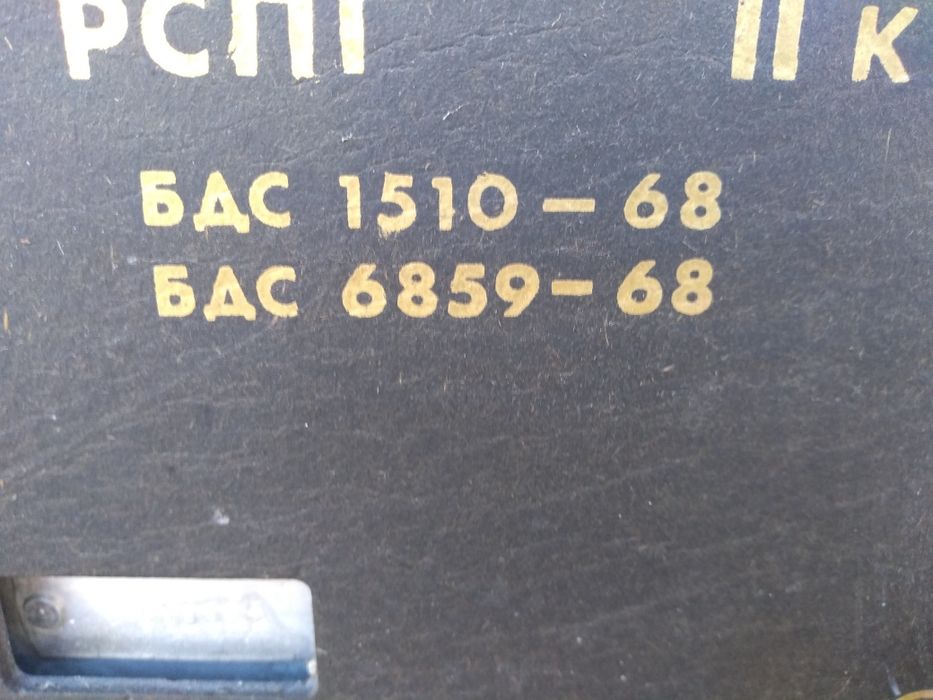 РСПГ II к
БДС 1510 – 68
БДС 6859 – 68